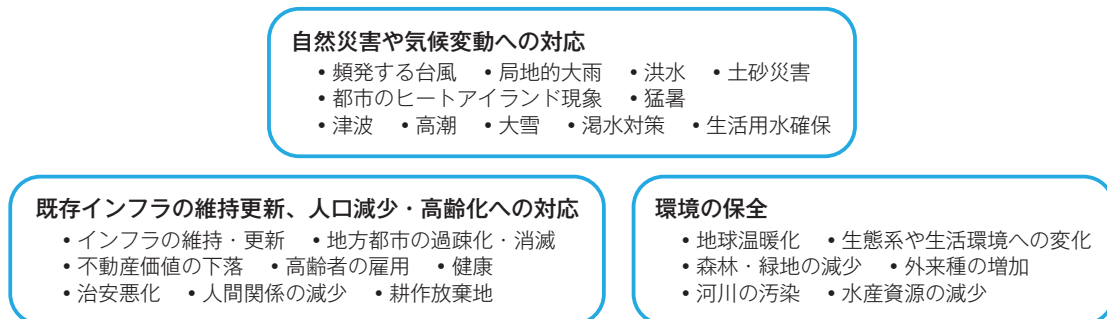 自然災害や気候変動への対応
• 頻発する台風 • 局地的大雨 • 洪水 • 土砂災害
• 都市のヒートアイランド現象 • 猛暑
• 津波 • 高潮 • 大雪 • 渇水対策 • 生活用水確保
既存インフラの維持更新、人口減少・高齢化への対応
• インフラの維持・更新 • 地方都市の過疎化・消滅
• 不動産価値の下落 • 高齢者の雇用 • 健康
• 治安悪化 • 人間関係の減少 • 耕作放棄地
環境の保全
• 地球温暖化 • 生態系や生活環境への変化
• 森林・緑地の減少 • 外来種の増加
• 河川の汚染 • 水産資源の減少